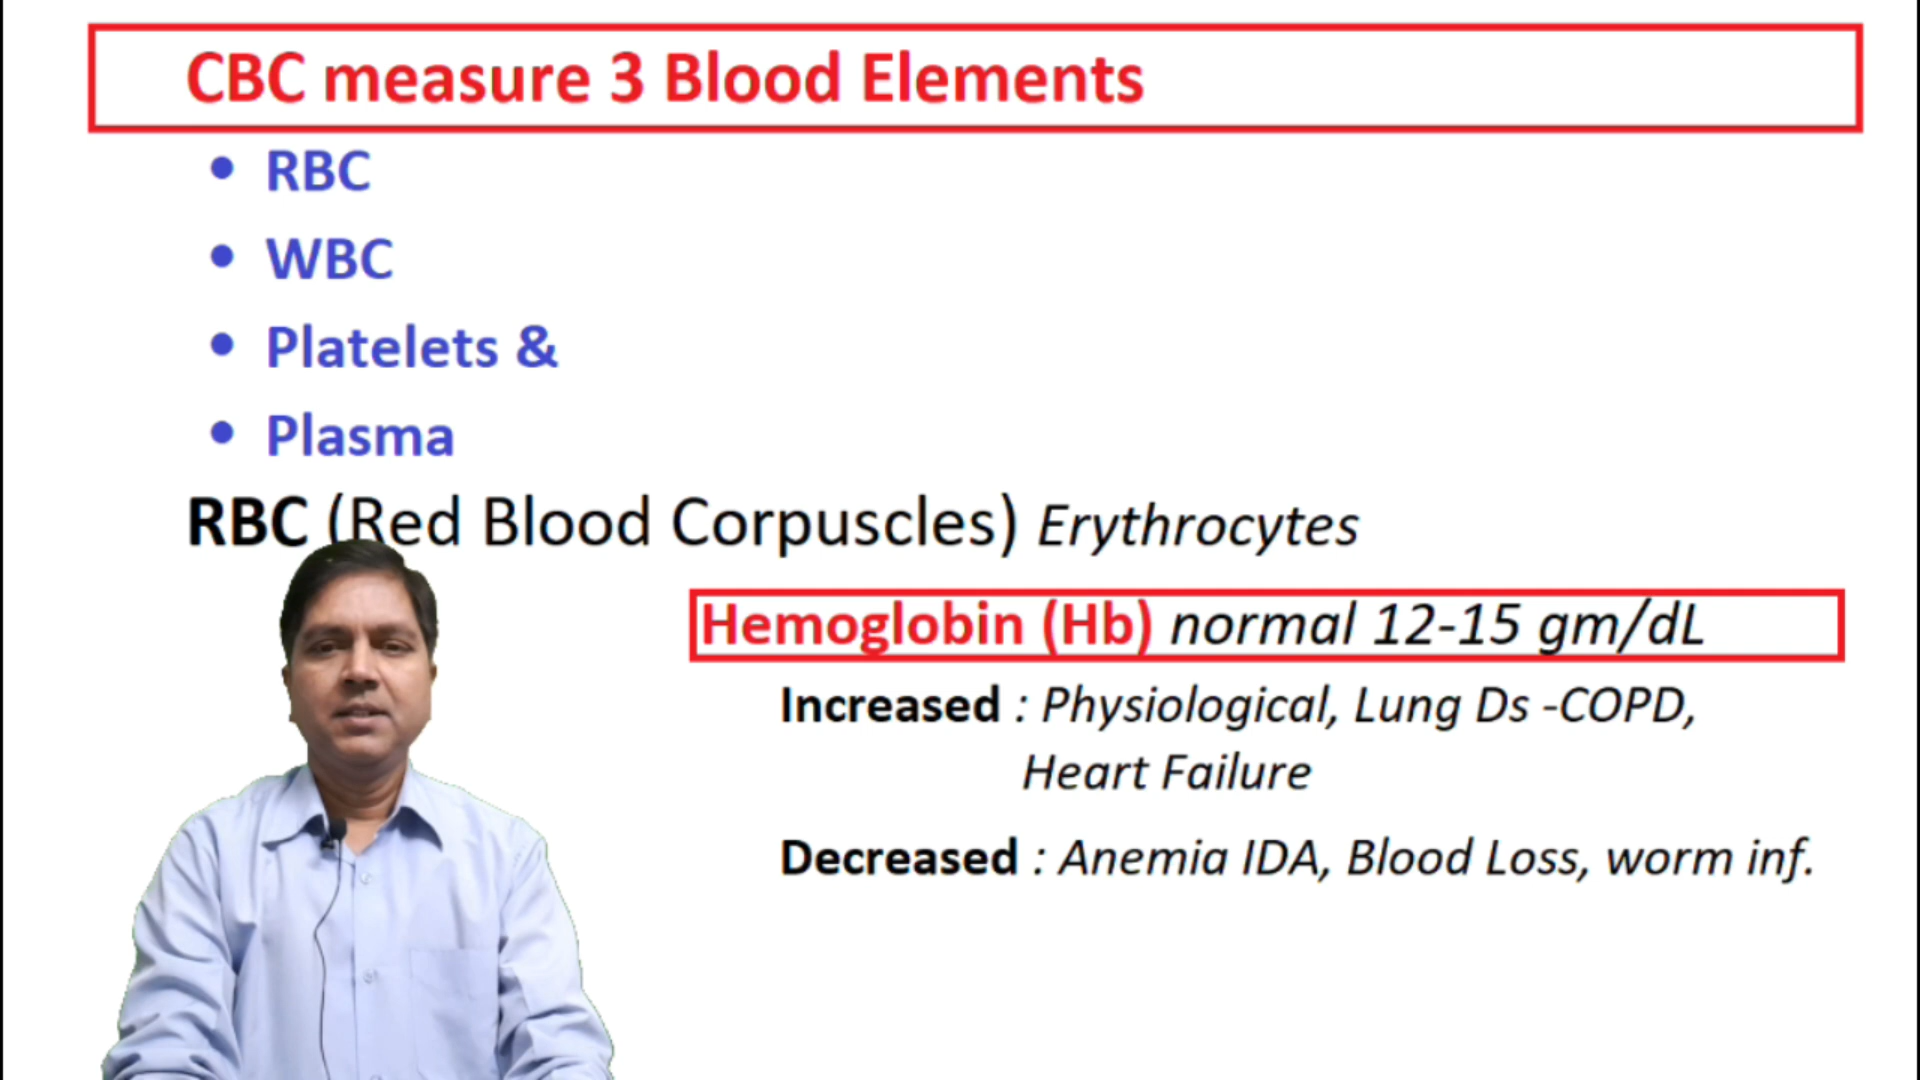 CBC measure 3 Blood Elements
• RBC
• WBC
• Platelets &
• Plasma
RBC (Red Blood Corpuscles) Erythrocytes
Hemoglobin (Hb) normal 12-15 gm/dL
Increased : Physiological, Lung Ds -COPD,
Heart Failure
Decreased : Anemia IDA, Blood Loss, worm inf.